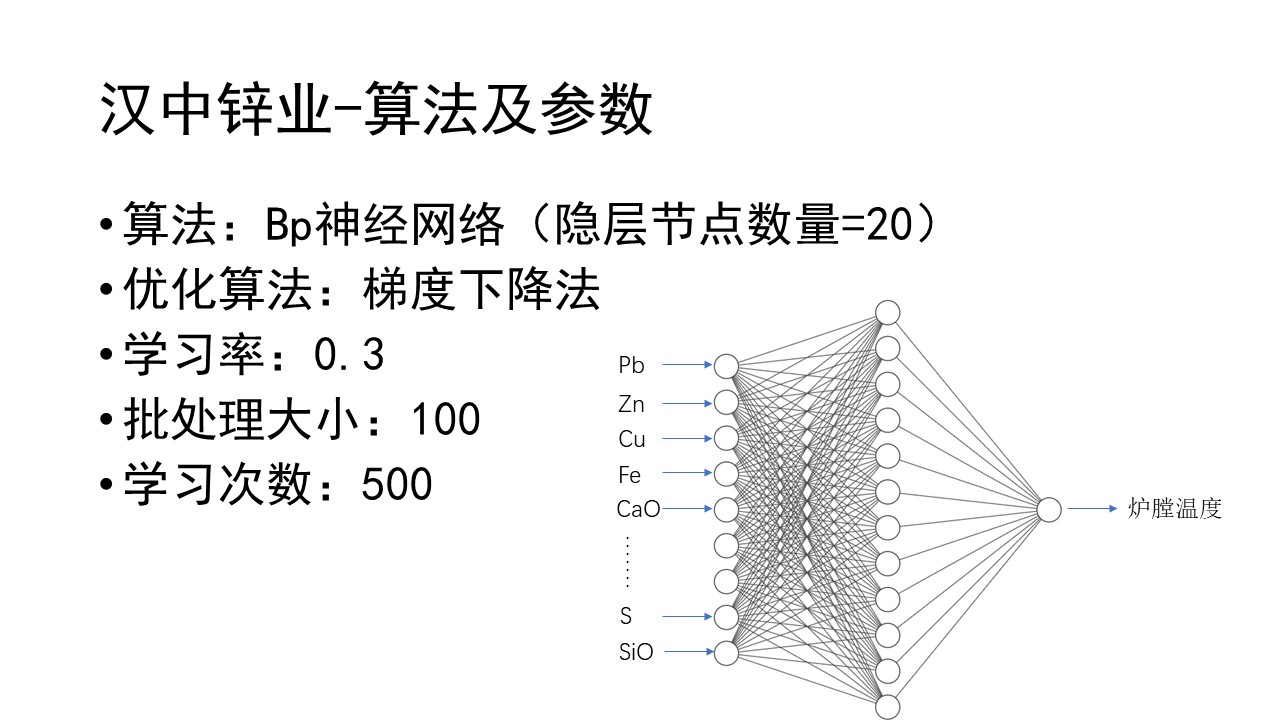 汉中锌业-算法及参数
•算法：Bp神经网络（隐层节点数量=20）
•优化算法：梯度下降法
•学习率：0.3
•批处理大小：100
•学习次数：500
Pb
Zn
Cu
Fe
CaO
……
S
SiO
炉膛温度